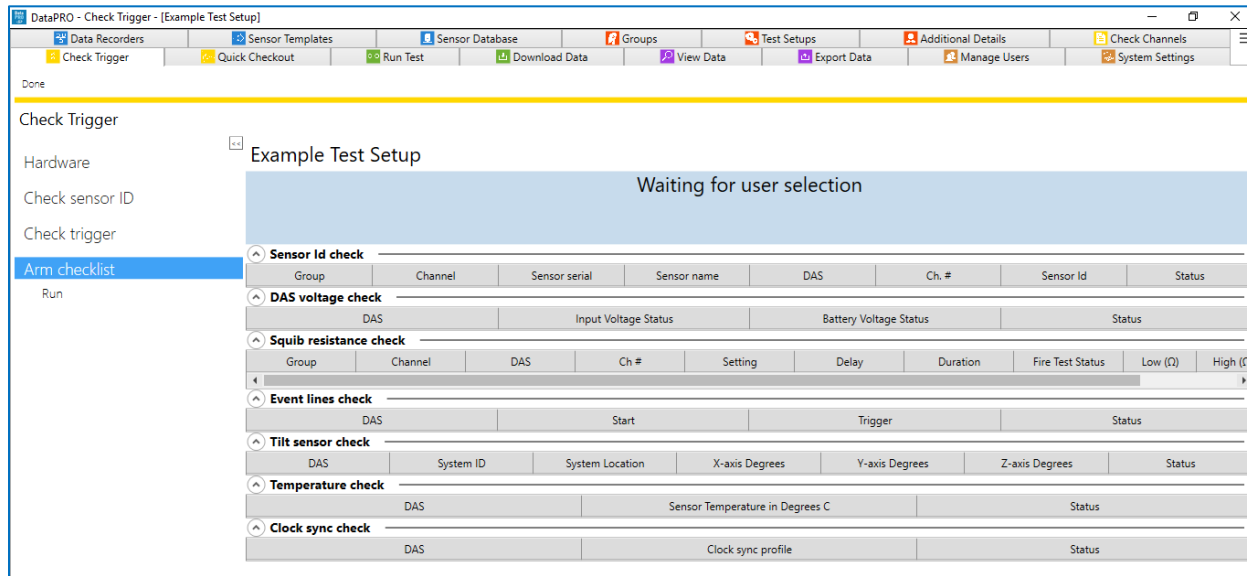 DataPRO - Check Trigger - [Example Test Setup]
Data Recorders Sensor Templates Sensor Database Groups Test Setups Additional Details Check Channels
Check Trigger Quick Checkout Run Test Download Data View Data Export Data Manage Users System Settings
Done
Check Trigger
<<
Hardware
Check sensor ID
Check trigger
Arm checklist
Run
Example Test Setup
Waiting for user selection
Sensor Id check
Group Channel Sensor serial Sensor name DAS Ch. # Sensor Id Status
DAS voltage check
DAS Input Voltage Status Battery Voltage Status Status
Squib resistance check
Group Channel DAS Ch # Setting Delay Duration Fire Test Status Low (Ω) High (Ω
Event lines check
DAS Start Trigger Status
Tilt sensor check
DAS System ID System Location X-axis Degrees Y-axis Degrees Z-axis Degrees Status
Temperature check
DAS Sensor Temperature in Degrees C Status
Clock sync check
DAS Clock sync profile Status